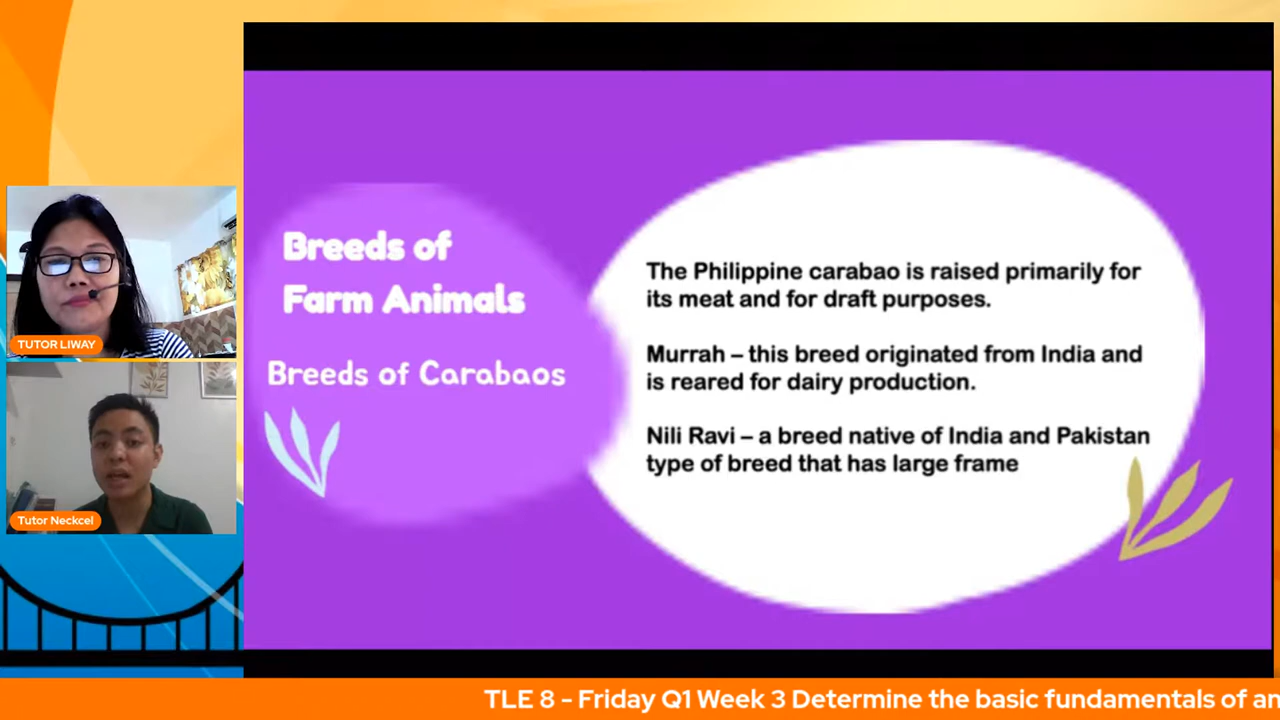 Breeds of
Farm Animals
Breeds of Carabaos
The Philippine carabao is raised primarily for
its meat and for draft purposes.
Murrah – this breed originated from India and
is reared for dairy production.
Nili Ravi – a breed native of India and Pakistan
type of breed that has large frame
TUTOR LIWAY
Tutor Neckcel
TLE 8 - Friday Q1 Week 3 Determine the basic fundamentals of an